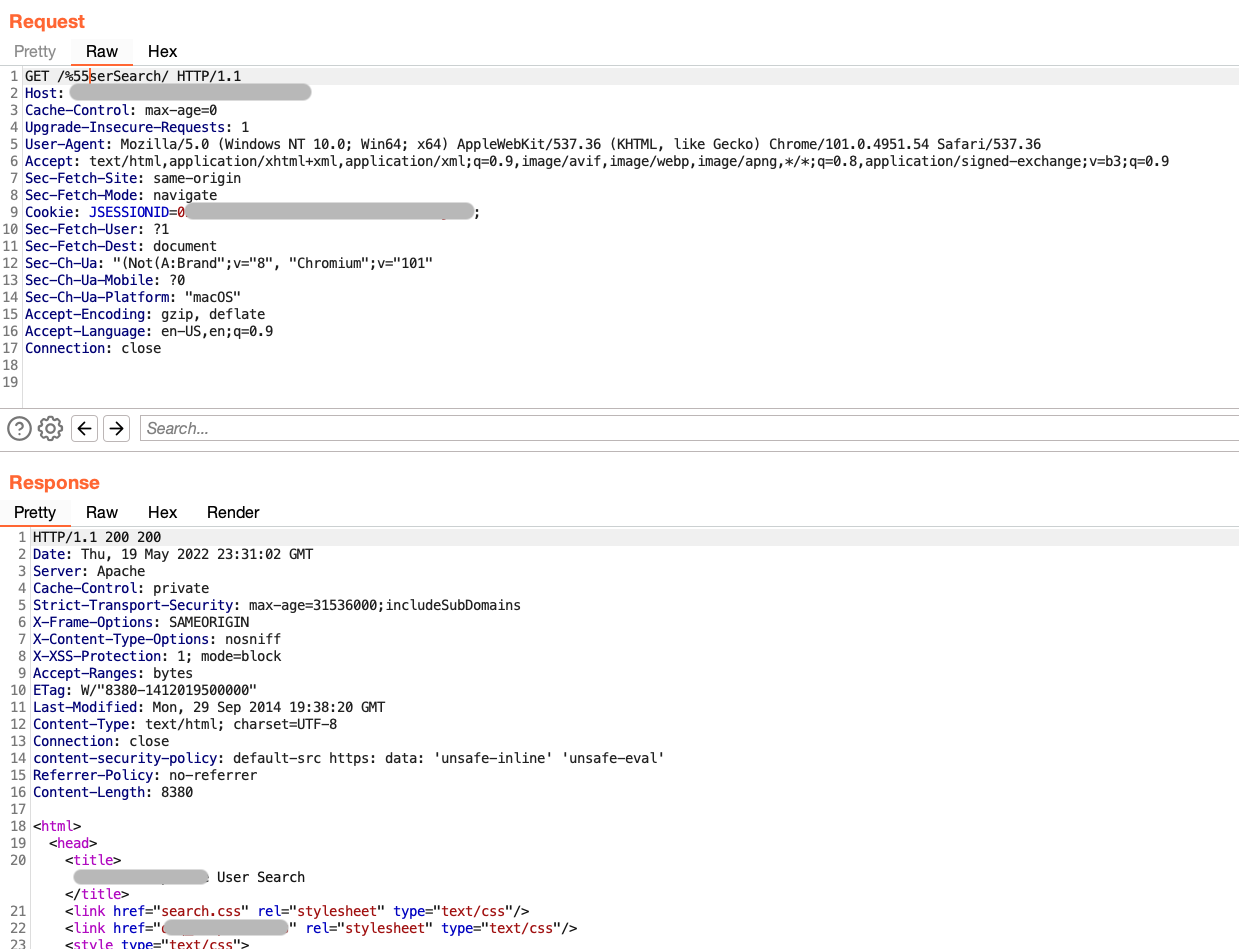 Request
Pretty Raw Hex
1 GET /%55serSearch/ HTTP/1.1
2 Host:
3 Cache-Control: max-age=0
4 Upgrade-Insecure-Requests: 1
5 User-Agent: Mozilla/5.0 (Windows NT 10.0; Win64; x64) AppleWebKit/537.36 (KHTML, like Gecko) Chrome/101.0.4951.54 Safari/537.36
6 Accept: text/html,application/xhtml+xml,application/xml;q=0.9,image/avif,image/webp,image/apng,*/*;q=0.8,application/signed-exchange;v=b3;q=0.9
7 Sec-Fetch-Site: same-origin
8 Sec-Fetch-Mode: navigate
9 Cookie: JSESSIONID=0 ;
10 Sec-Fetch-User: ?1
11 Sec-Fetch-Dest: document
12 Sec-Ch-Ua: "(Not(A:Brand";v="8", "Chromium";v="101"
13 Sec-Ch-Ua-Mobile: ?0
14 Sec-Ch-Ua-Platform: "macOS"
15 Accept-Encoding: gzip, deflate
16 Accept-Language: en-US,en;q=0.9
17 Connection: close
18
19
Search...
Response
Pretty Raw Hex Render
1 HTTP/1.1 200 200
2 Date: Thu, 19 May 2022 23:31:02 GMT
3 Server: Apache
4 Cache-Control: private
5 Strict-Transport-Security: max-age=31536000;includeSubDomains
6 X-Frame-Options: SAMEORIGIN
7 X-Content-Type-Options: nosniff
8 X-XSS-Protection: 1; mode=block
9 Accept-Ranges: bytes
10 ETag: W/"8380-1412019500000"
11 Last-Modified: Mon, 29 Sep 2014 19:38:20 GMT
12 Content-Type: text/html; charset=UTF-8
13 Connection: close
14 content-security-policy: default-src https: data: 'unsafe-inline' 'unsafe-eval'
15 Referrer-Policy: no-referrer
16 Content-Length: 8380
17
18 <html>
19 <head>
20 <title>
User Search
</title>
21 <link href="search.css" rel="stylesheet" type="text/css"/>
22 <link href=" " rel="stylesheet" type="text/css"/>
23 <style type="text/css">